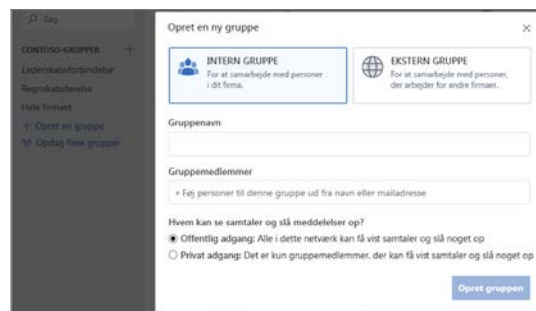 Søg
CONTOSO-GRUPPER +
Lederskabsforbindelse
Regnskabsførelse
Hele firmaet
+ Opret en gruppe
Opdag flere grupper
Opret en ny gruppe
INTERN GRUPPE
For at samarbejde med personer
i dit firma.
EKSTERN GRUPPE
For at samarbejde med personer,
der arbejder for andre firmaer.
Gruppenavn
Gruppemedlemmer
+ Føj personer til denne gruppe ud fra navn eller mailadresse
Hvem kan se samtaler og slå meddelelser op?
Offentlig adgang: Alle i dette netværk kan få vist samtaler og slå noget op
Privat adgang: Det er kun gruppemedlemmer, der kan få vist samtaler og slå noget op
Opret gruppen